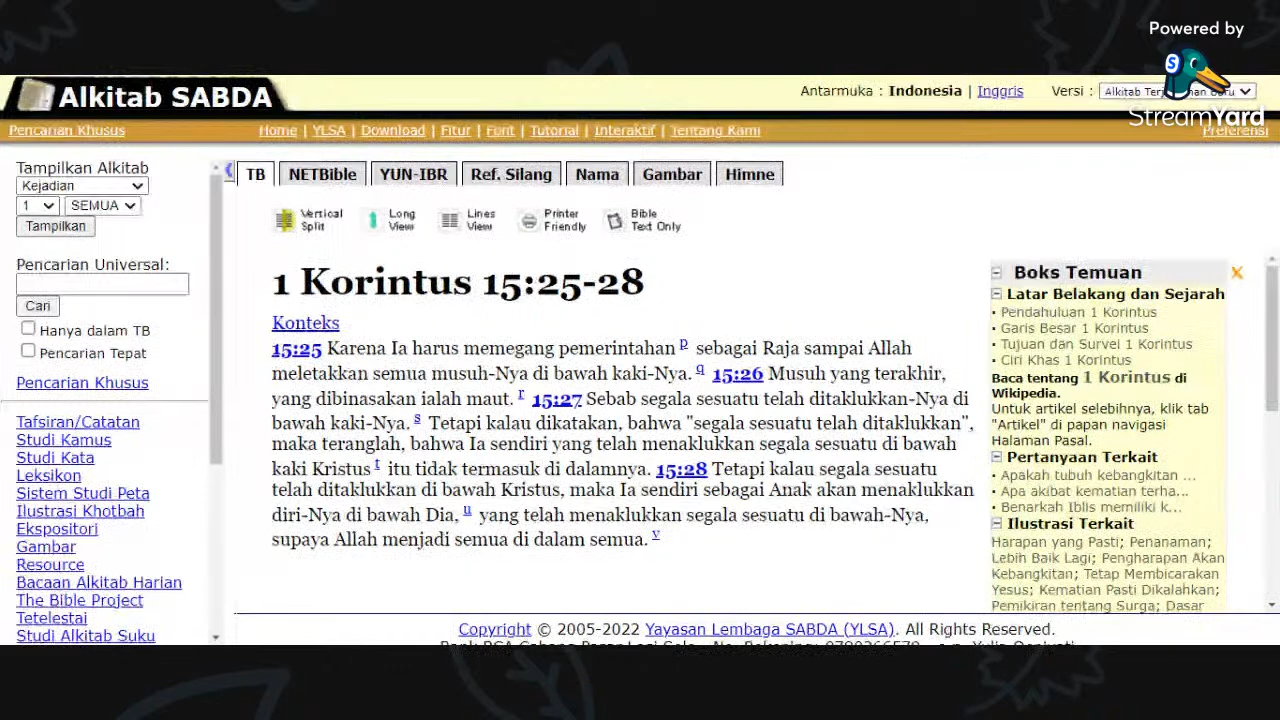 Powered by
StreamYard
Alkitab SABDA
Antarmuka : Indonesia | Inggris Versi :
Pencarian Khusus
Home | YLSA | Download | Fitur | Font | Tutorial | Interaktif | Tentang Kami
Preferensi
Tampilkan Alkitab
Kejadian
1 SEMUA
Tampilkan
Pencarian Universal:
Cari
Hanya dalam TB
Pencarian Tepat
Pencarian Khusus
Tafsiran/Catatan
Studi Kamus
Studi Kata
Leksikon
Sistem Studi Peta
Ilustrasi Khotbah
Ekspositori
Gambar
Resource
Bacaan Alkitab Harian
The Bible Project
Tetelestai
Studi Alkitab Suku
TB NETBible YUN-IBR Ref. Silang Nama Gambar Himne
Vertical Split
Long View
Lines View
Printer Friendly
Bible Text Only
1 Korintus 15:25-28
Konteks
15:25 Karena Ia harus memegang pemerintahan p sebagai Raja sampai Allah
meletakkan semua musuh-Nya di bawah kaki-Nya. q 15:26 Musuh yang terakhir,
yang dibinasakan ialah maut. r 15:27 Sebab segala sesuatu telah ditaklukkan-Nya di
bawah kaki-Nya. s Tetapi kalau dikatakan, bahwa "segala sesuatu telah ditaklukkan",
maka teranglah, bahwa Ia sendiri yang telah menaklukkan segala sesuatu di bawah
kaki Kristus t itu tidak termasuk di dalamnya. 15:28 Tetapi kalau segala sesuatu
telah ditaklukkan di bawah Kristus, maka Ia sendiri sebagai Anak akan menaklukkan
diri-Nya di bawah Dia, u yang telah menaklukkan segala sesuatu di bawah-Nya,
supaya Allah menjadi semua di dalam semua. v
Boks Temuan
Latar Belakang dan Sejarah
• Pendahuluan 1 Korintus
• Garis Besar 1 Korintus
• Tujuan dan Survei 1 Korintus
• Ciri Khas 1 Korintus
Baca tentang 1 Korintus di
Wikipedia.
Untuk artikel selebihnya, klik tab
"Artikel" di papan navigasi
Halaman Pasal.
Pertanyaan Terkait
• Apakah tubuh kebangkitan ...
• Apa akibat kematian terha...
• Benarkah Iblis memiliki k...
Ilustrasi Terkait
Harapan yang Pasti; Penanaman;
Lebih Baik Lagi; Pengharapan Akan
Kebangkitan; Tetap Membicarakan
Yesus; Kematian Pasti Dikalahkan;
Pemikiran tentang Surga; Dasar
Copyright © 2005-2022 Yayasan Lembaga SABDA (YLSA). All Rights Reserved.